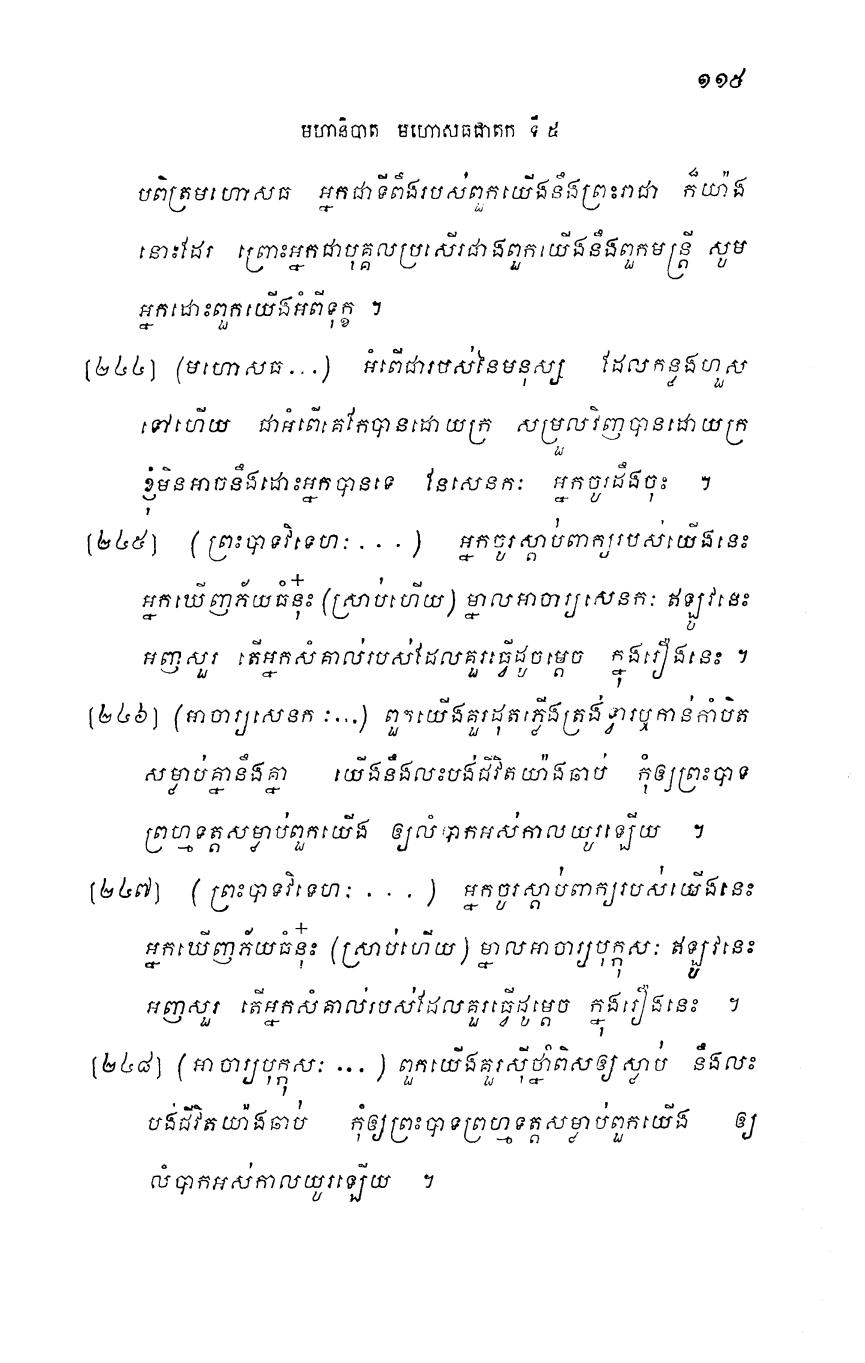 ១១៥
មហានិបាត មហោសធជាតក ទី ៥
បពិត្រមហោសធ អ្នកជាទីពឹងរបស់ពួកយើងនឹងព្រះរាជា ក៏យ៉ាង
នោះដែរ ព្រោះអ្នកជាបុគ្គលប្រសើរជាងពួកយើងនឹងពួកមន្ត្រី សូម
អ្នកដោះពួកយើងអំពីទុក្ខ ។
[២៤៤] (មហោសធ...) អំពើជារបស់នៃមនុស្ស ដែលកន្លងហួស
ទៅហើយ ជាអំពើគេកែបានដោយក្រ សម្រួលវិញបានដោយក្រ
ខ្ញុំមិនអាចនឹងដោះអ្នកបានទេ នែសេនកៈ អ្នកចូរដឹងចុះ ។
[២៤៥] (ព្រះបាទវិទេហៈ . . . ) អ្នកចូរស្តាប់ពាក្យរបស់យើងនេះ
អ្នកឃើញភ័យធំនុ៎ះ (ស្រាប់ហើយ) ម្នាលអាចារ្យសេនកៈ ឥឡូវនេះ
អញសួរ តើអ្នកសំគាល់របស់ដែលគួរធ្វើដូចម្តេច ក្នុងរឿងនេះ ។
[២៤៦] (អាចារ្យសេនកៈ...) ពួកយើងគួរដុតភ្លើងត្រង់ទ្វារឬកាន់កាំបិត
សម្លាប់គ្នានឹងគ្នា យើងនឹងលះបង់ជីវិតយ៉ាងឆាប់ កុំឲ្យព្រះបាទ
ព្រហ្មទត្តសម្លាប់ពួកយើង ឲ្យលំបាកអស់កាលយូរឡើយ ។
[២៤៧] (ព្រះបាទវិទេហៈ . . . ) អ្នកចូរស្តាប់ពាក្យរបស់យើងនេះ
អ្នកឃើញភ័យធំនុ៎ះ (ស្រាប់ហើយ) ម្នាលអាចារ្យបុក្កុសៈ ឥឡូវនេះ
អញសួរ តើអ្នកសំគាល់របស់ដែលគួរធ្វើដូម្តេច ក្នុងរឿងនេះ ។
[២៤៨] (អាចារ្យបុក្កុសៈ ... ) ពួកយើងគួរស៊ីថ្នាំពិសឲ្យស្លាប់ នឹងលះ
បង់ជីវិតយ៉ាងឆាប់ កុំឲ្យព្រះបាទព្រហ្មទត្តសម្លាប់ពួកយើង ឲ្យ
លំបាកអស់កាលយូរឡើយ ។